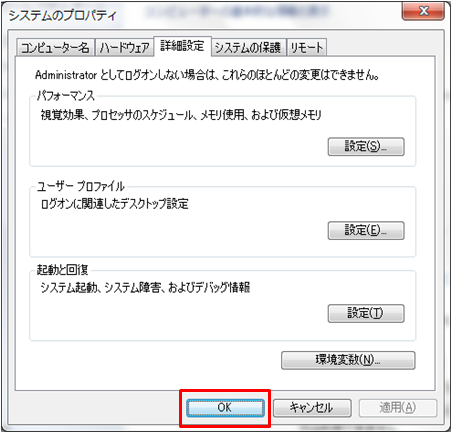 システムのプロパティ
コンピューター名 ハードウェア 詳細設定 システムの保護 リモート
Administrator としてログオンしない場合は、これらのほとんどの変更はできません。
パフォーマンス
視覚効果、プロセッサのスケジュール、メモリ使用、および仮想メモリ
設定(S)...
ユーザー プロファイル
ログオンに関連したデスクトップ設定
設定(E)...
起動と回復
システム起動、システム障害、およびデバッグ情報
設定(T)
環境変数(N)...
OK キャンセル 適用(A)